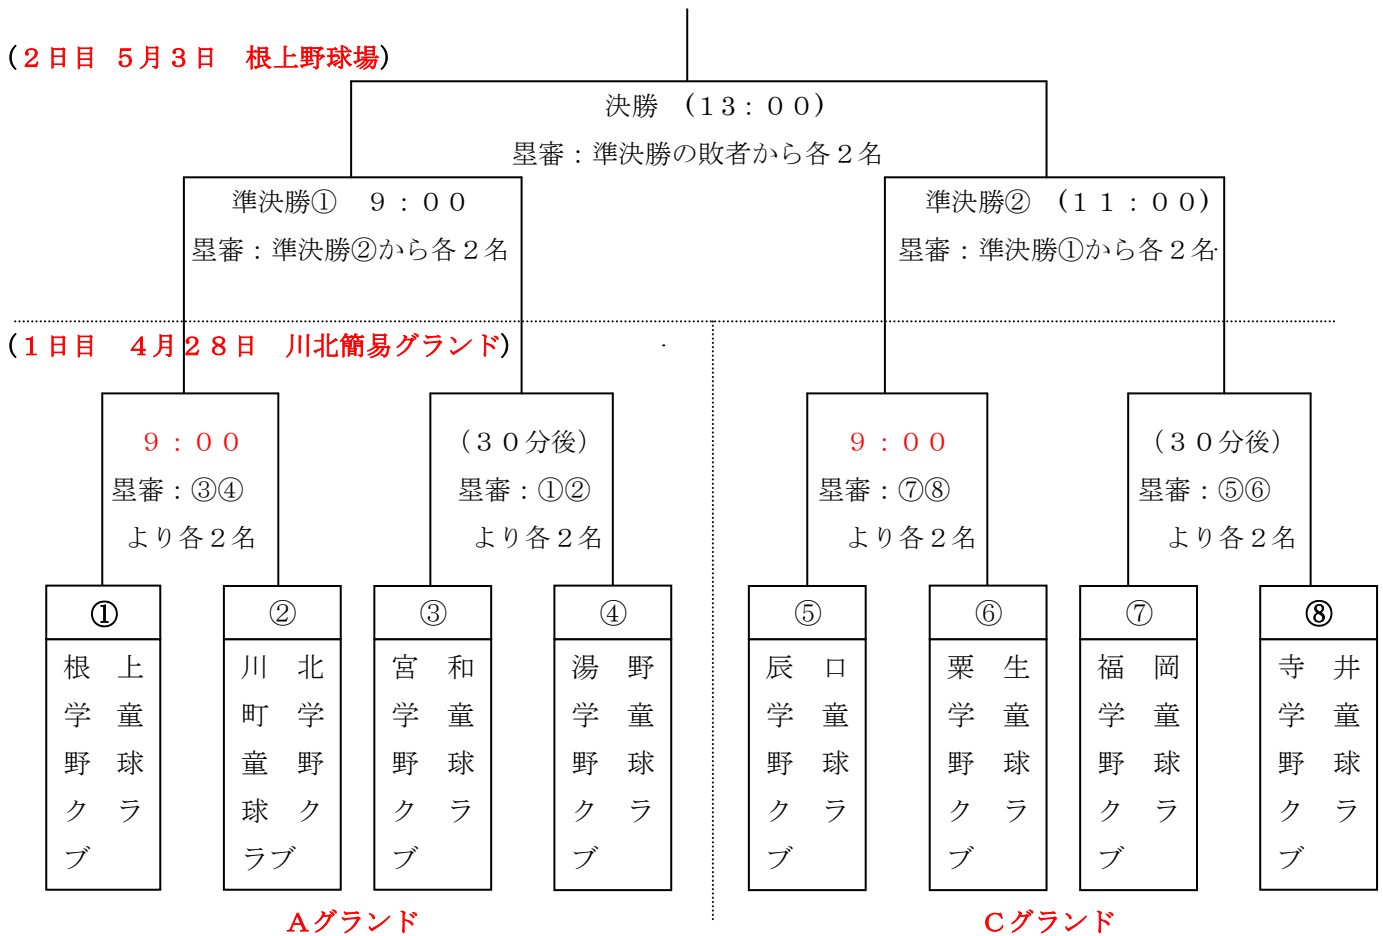 (２日目 ５月３日　根上野球場)
決勝　(１３：００)
塁審：準決勝の敗者から各２名
準決勝①　９：００
塁審：準決勝②から各２名
準決勝②　(１１：００)
塁審：準決勝①から各２名
(１日目　４月２８日　川北簡易グランド)
９：００
塁審：③④
より各２名
（３０分後）
塁審：①②
より各２名
９：００
塁審：⑦⑧
より各２名
（３０分後）
塁審：⑤⑥
より各２名
①
根上
学童
野球
クラ
ブ
②
川北
町学
童野
球ク
ラブ
③
宮和
学童
野球
クラ
ブ
④
湯野
学童
野球
クラ
ブ
⑤
辰口
学童
野球
クラ
ブ
⑥
粟生
学童
野球
クラ
ブ
⑦
福岡
学童
野球
クラ
ブ
⑧
寺井
学童
野球
クラ
ブ
Ａグランド
Ｃグランド